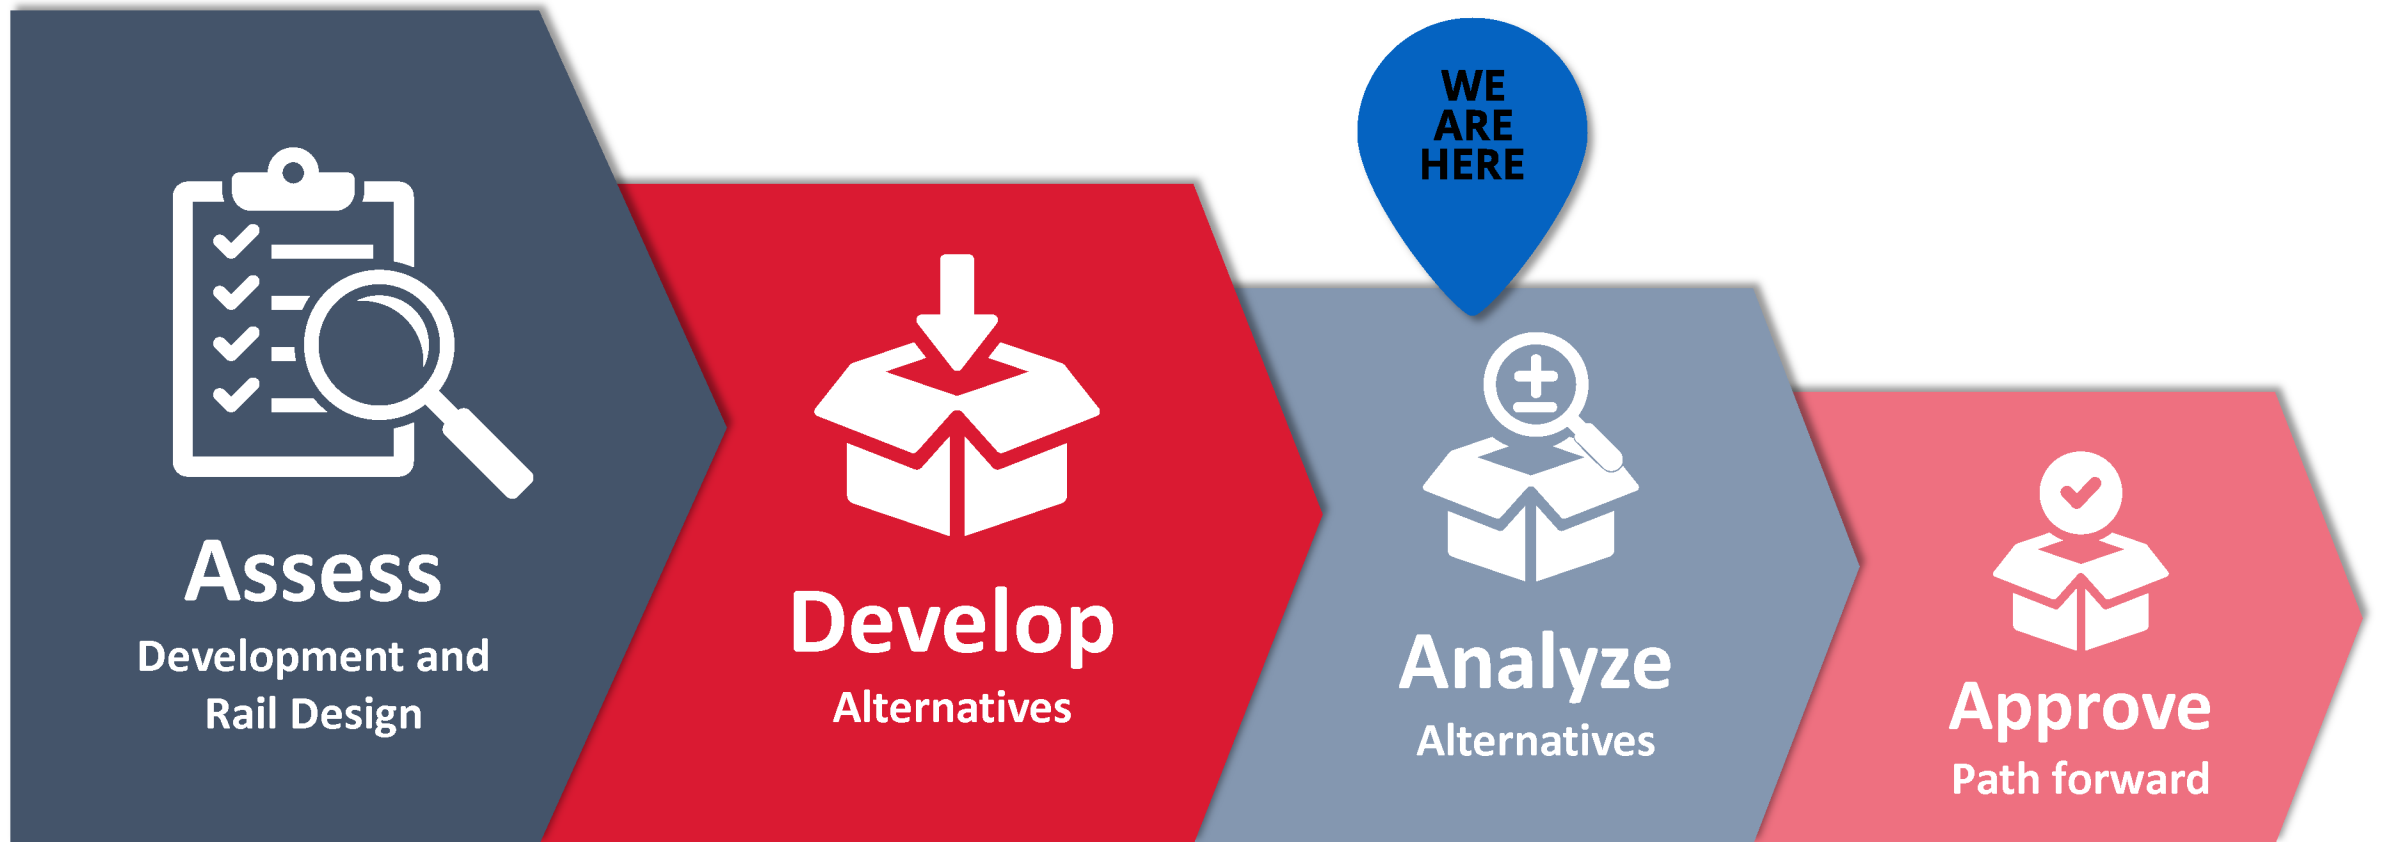 WE
ARE
HERE
Assess
Development and
Rail Design
Develop
Alternatives
Analyze
Alternatives
Approve
Path forward